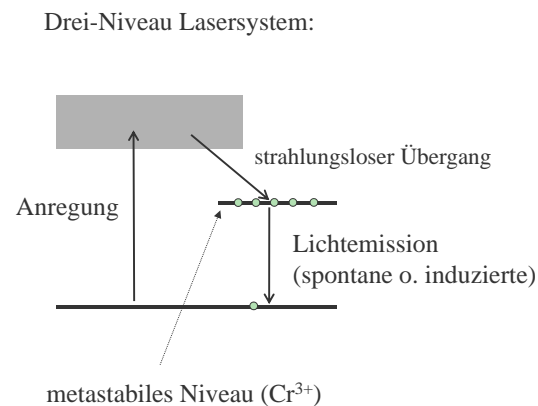 Drei-Niveau Lasersystem:
strahlungsloser Übergang
Anregung
Lichtemission
(spontane o. induzierte)
metastabiles Niveau (Cr³⁺)